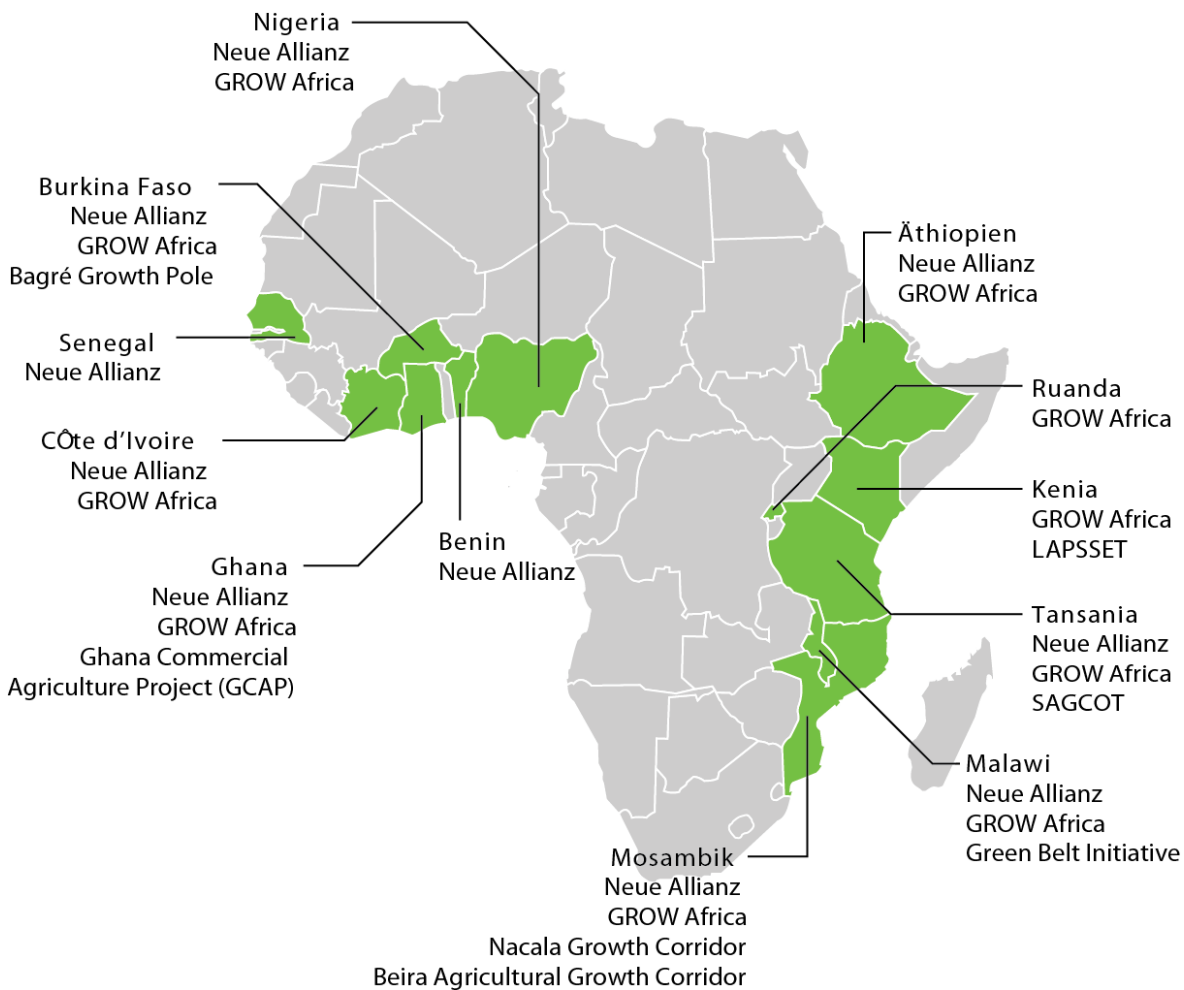 Nigeria
Neue Allianz
GROW Africa
Burkina Faso
Neue Allianz
GROW Africa
Bagré Growth Pole
Senegal
Neue Allianz
CÔte d’Ivoire
Neue Allianz
GROW Africa
Ghana
Neue Allianz
GROW Africa
Ghana Commercial
Agriculture Project (GCAP)
Benin
Neue Allianz
Äthiopien
Neue Allianz
GROW Africa
Ruanda
GROW Africa
Kenia
GROW Africa
LAPSSET
Tansania
Neue Allianz
GROW Africa
SAGCOT
Malawi
Neue Allianz
GROW Africa
Green Belt Initiative
Mosambik
Neue Allianz
GROW Africa
Nacala Growth Corridor
Beira Agricultural Growth Corridor